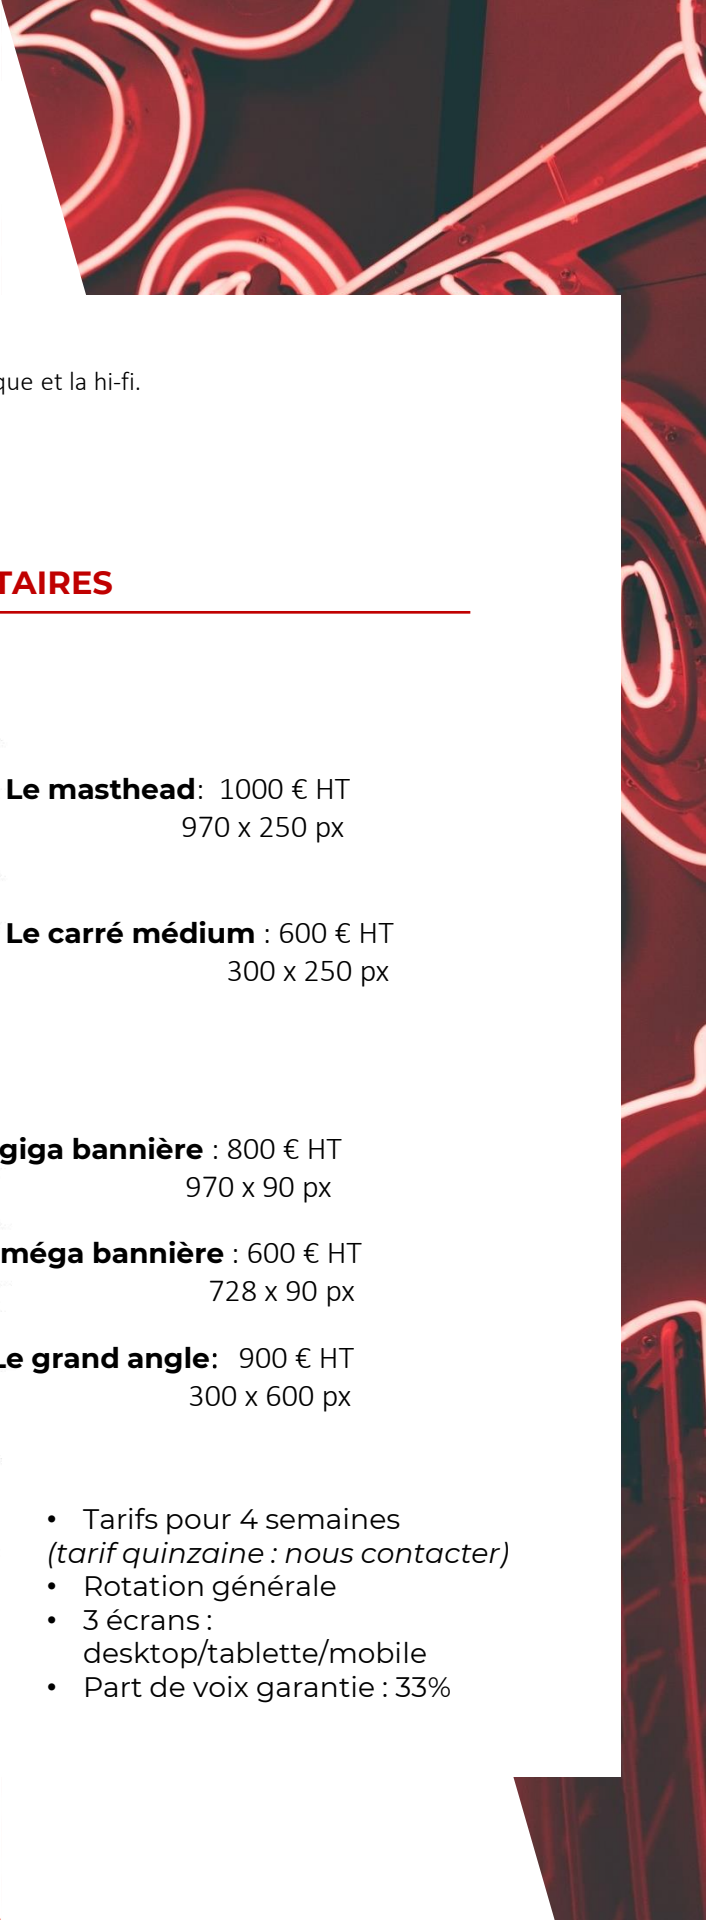 que et la hi-fi.
TAIRES
Le masthead:  1000 € HT
970 x 250 px
Le carré médium : 600 € HT
300 x 250 px
giga bannière : 800 € HT
970 x 90 px
méga bannière : 600 € HT
728 x 90 px
Le grand angle:  900 € HT
300 x 600 px
• Tarifs pour 4 semaines
(tarif quinzaine : nous contacter)
• Rotation générale
• 3 écrans :
desktop/tablette/mobile
• Part de voix garantie : 33%